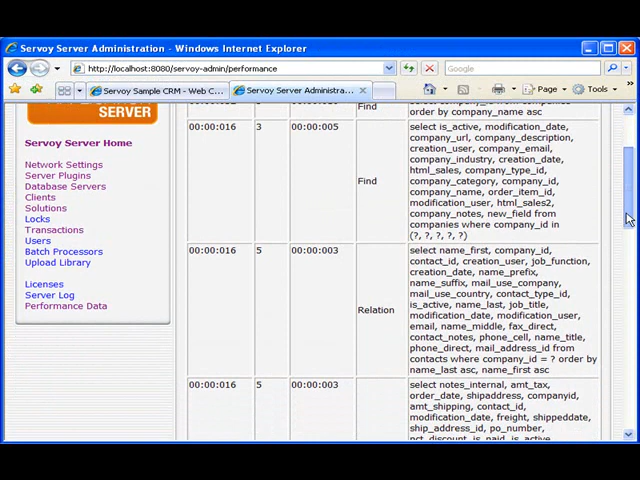 Servoy Server Administration - Windows Internet Explorer
http://localhost:8080/servoy-admin/performance
Google
Servoy Sample CRM - Web C...
Servoy Server Administra...
Page
Tools
SERVER
Servoy Server Home
Network Settings
Server Plugins
Database Servers
Clients
Solutions
Locks
Transactions
Users
Batch Processors
Upload Library
Licenses
Server Log
Performance Data
Find
order by company_name asc
00:00:016 3 00:00:005 Find
select is_active, modification_date,
company_url, company_description,
creation_user, company_email,
company_industry, creation_date,
html_sales, company_type_id,
company_category, company_id,
company_name, order_item_id,
modification_user, html_sales2,
company_notes, new_field from
companies where company_id in
(?, ?, ?, ?, ?)
00:00:016 5 00:00:003 Relation
select name_first, company_id,
contact_id, creation_user, job_function,
creation_date, name_prefix,
name_suffix, mail_use_company,
mail_use_country, contact_type_id,
is_active, name_last, job_title,
modification_date, modification_user,
email, name_middle, fax_direct,
contact_notes, phone_cell, name_title,
phone_direct, mail_address_id from
contacts where company_id = ? order by
name_last asc, name_first asc
00:00:016 5 00:00:003
select notes_internal, amt_tax,
order_date, shipaddress, companyid,
amt_shipping, contact_id,
modification_date, freight, shippeddate,
ship_address_id, po_number,
pct_discount, is_paid, is_active,